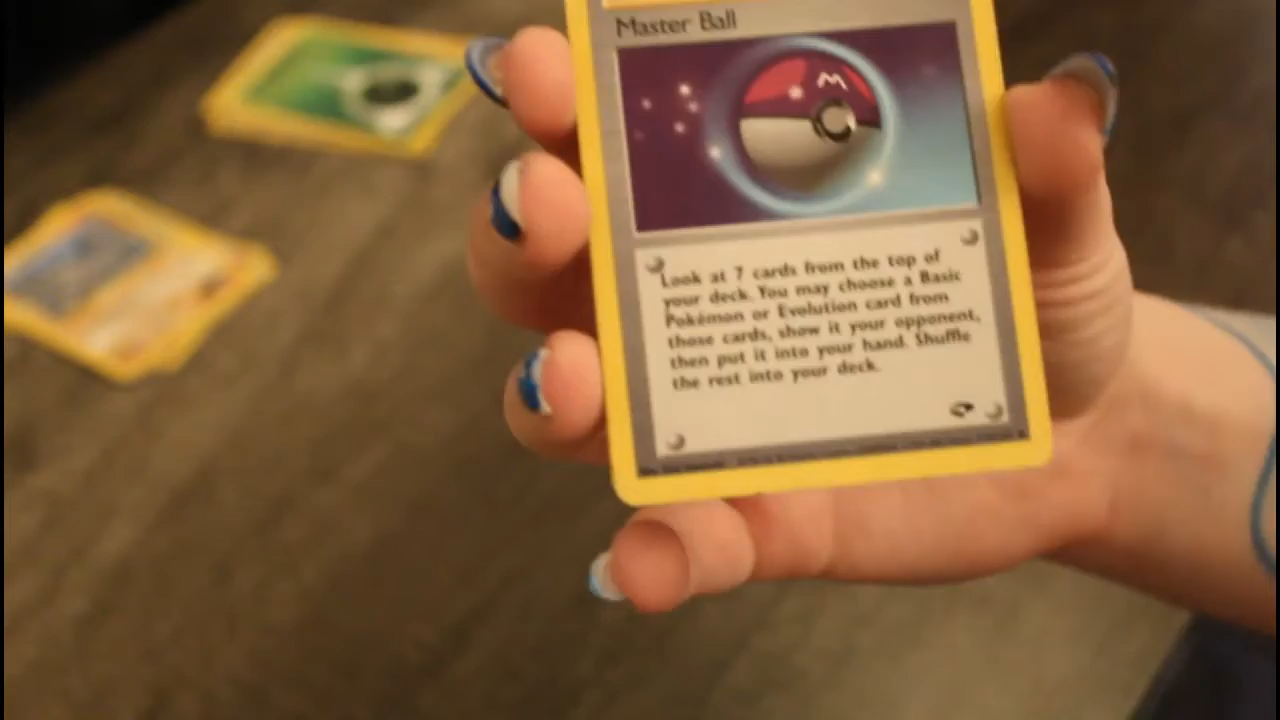 Master Ball
M
Look at 7 cards from the top of
your deck. You may choose a Basic
Pokémon or Evolution card from
those cards, show it your opponent,
then put it into your hand. Shuffle
the rest into your deck.